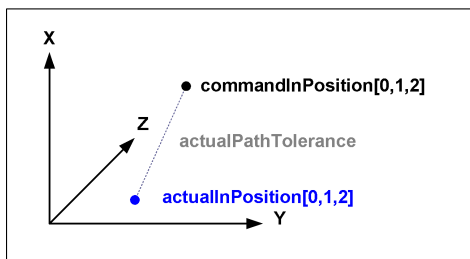 X
commandInPosition[0,1,2]
Z
actualPathTolerance
actualInPosition[0,1,2]
Y